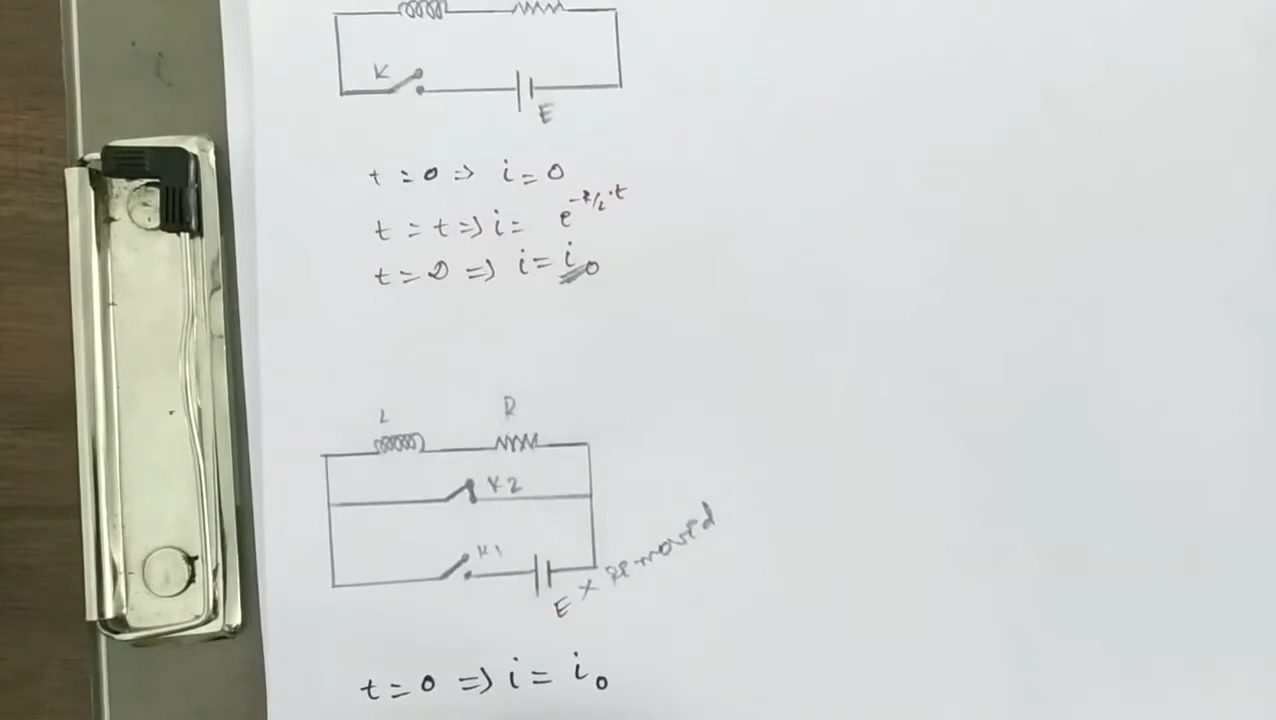 K
E
t = 0 => i = 0
t = t => i = e^-R/L·t
t = ∞ => i = i₀
L R
K2
K1
E × Removed
t = 0 => i = i₀